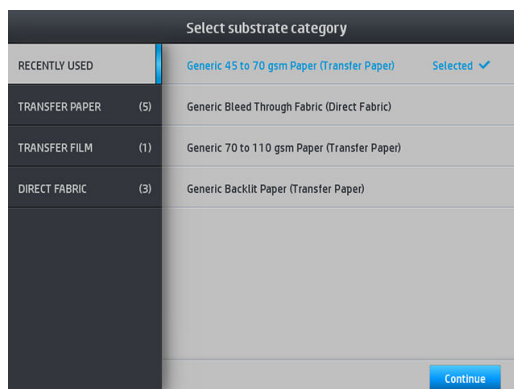 Select substrate category
RECENTLY USED
Generic 45 to 70 gsm Paper (Transfer Paper) Selected
TRANSFER PAPER (5)
Generic Bleed Through Fabric (Direct Fabric)
TRANSFER FILM (1)
Generic 70 to 110 gsm Paper (Transfer Paper)
DIRECT FABRIC (3)
Generic Backlit Paper (Transfer Paper)
Continue